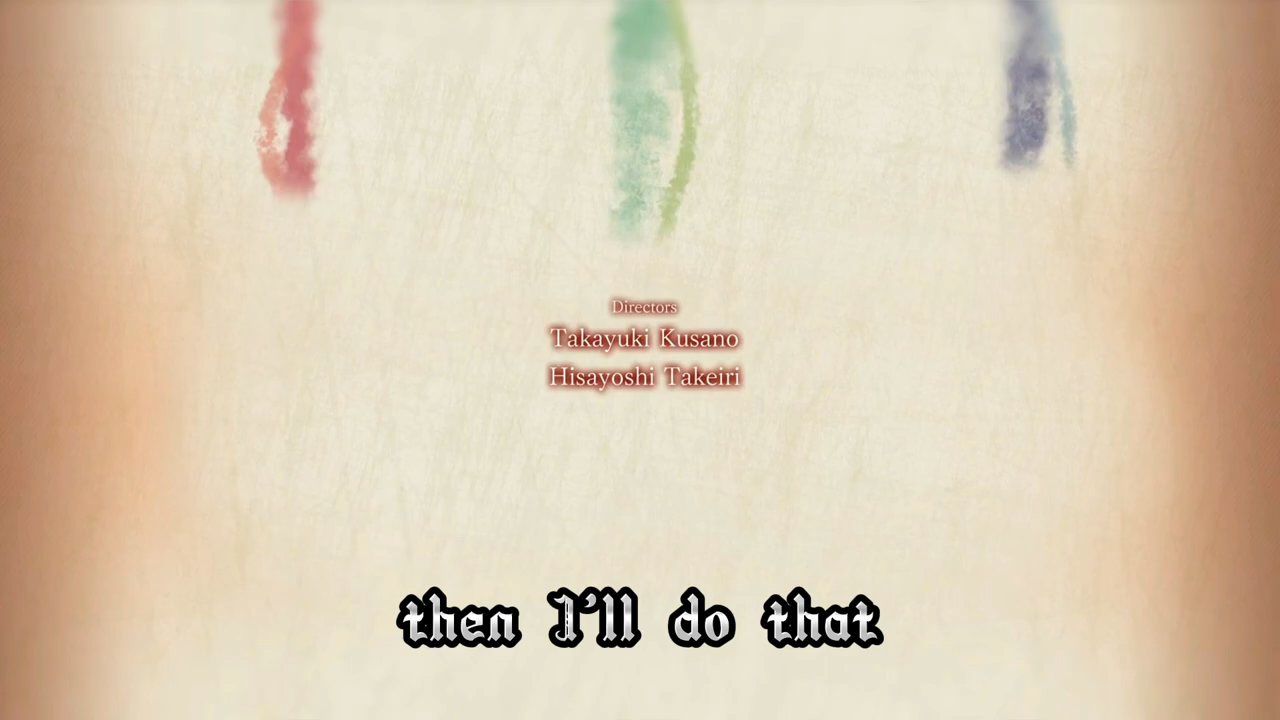 Directors
Takayuki Kusano
Hisayoshi Takeiri
then I'll do that